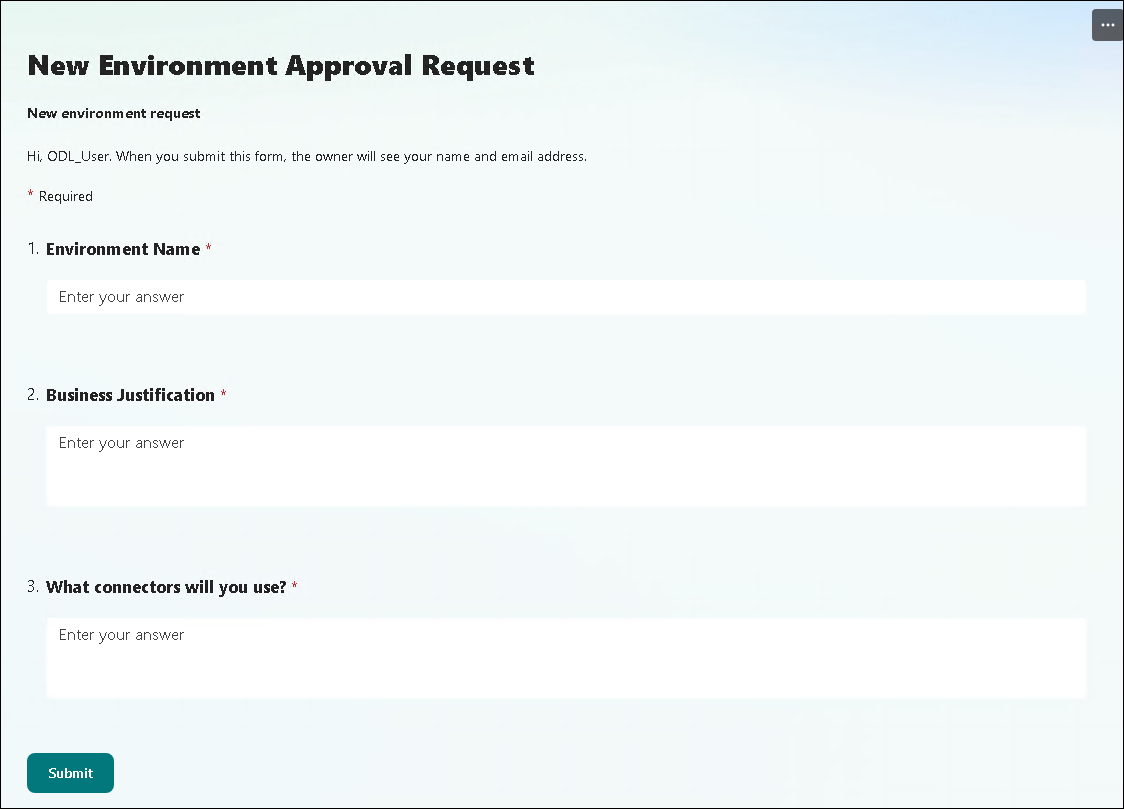 New Environment Approval Request
New environment request
Hi, ODL_User. When you submit this form, the owner will see your name and email address.
* Required
1. Environment Name *
Enter your answer
2. Business Justification *
Enter your answer
3. What connectors will you use? *
Enter your answer
Submit